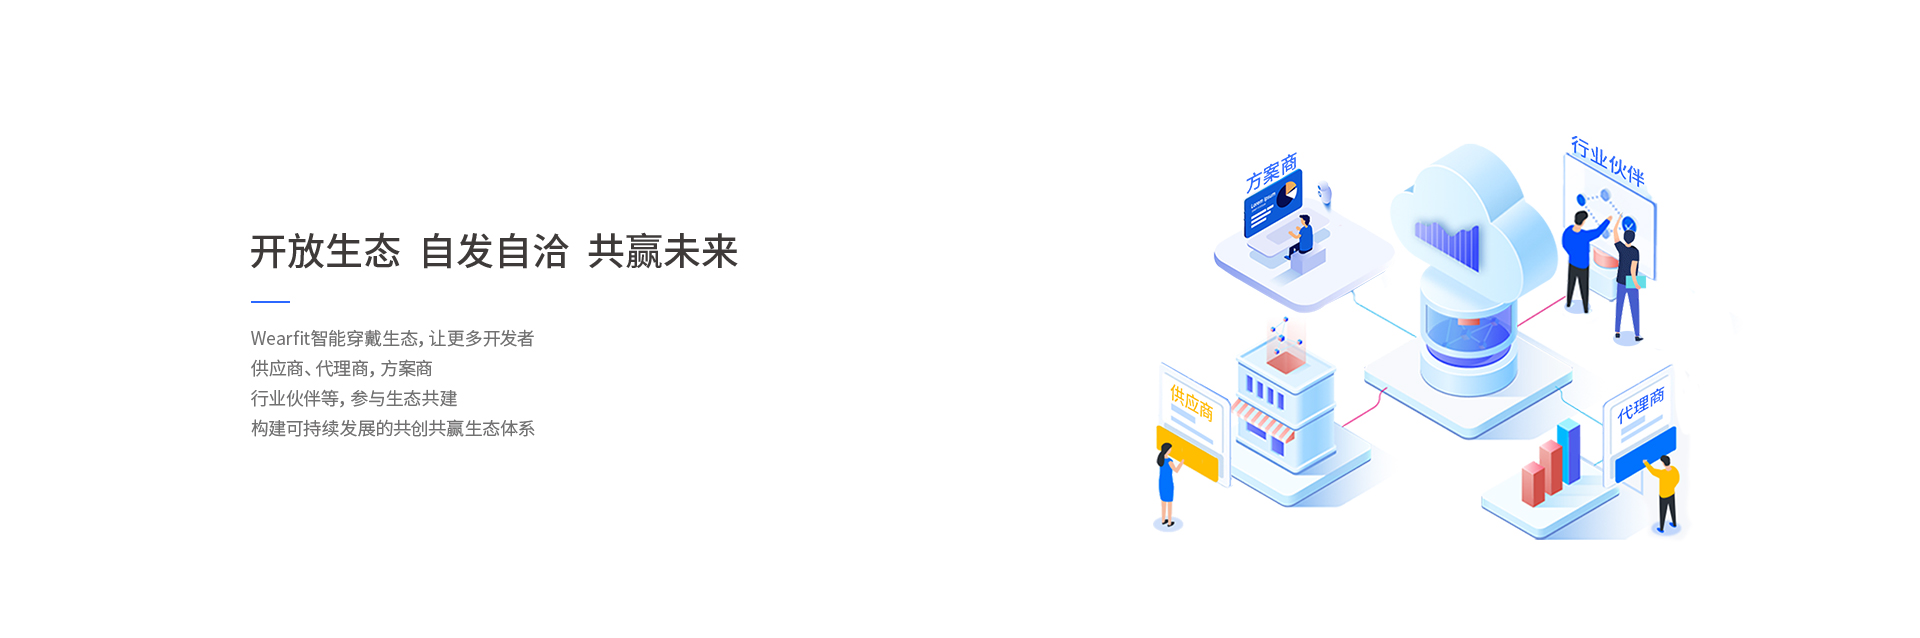 开放生态 自发自洽 共赢未来
Wearfit智能穿戴生态，让更多开发者
供应商、代理商，方案商
行业伙伴等，参与生态共建
构建可持续发展的共创共赢生态体系
方案商
Lorem Ipsum
行业伙伴
供应商
代理商